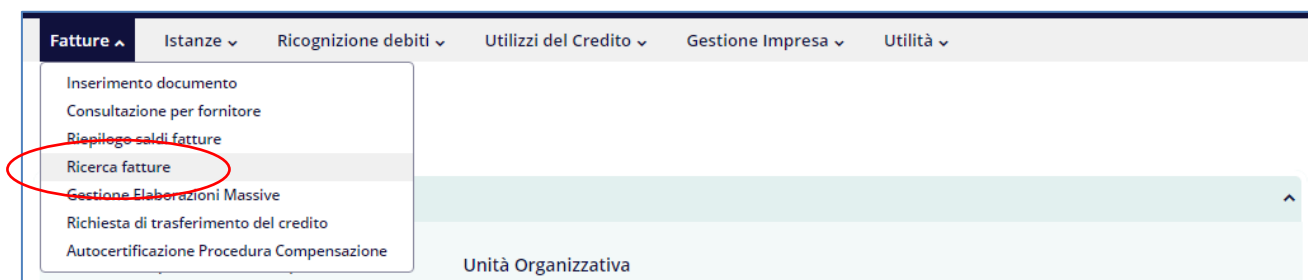 Fatture Istanze Ricognizione debiti Utilizzi del Credito Gestione Impresa Utilità
Inserimento documento
Consultazione per fornitore
Riepilogo saldi fatture
Ricerca fatture
Gestione Elaborazioni Massive
Richiesta di trasferimento del credito
Autocertificazione Procedura Compensazione
Unità Organizzativa